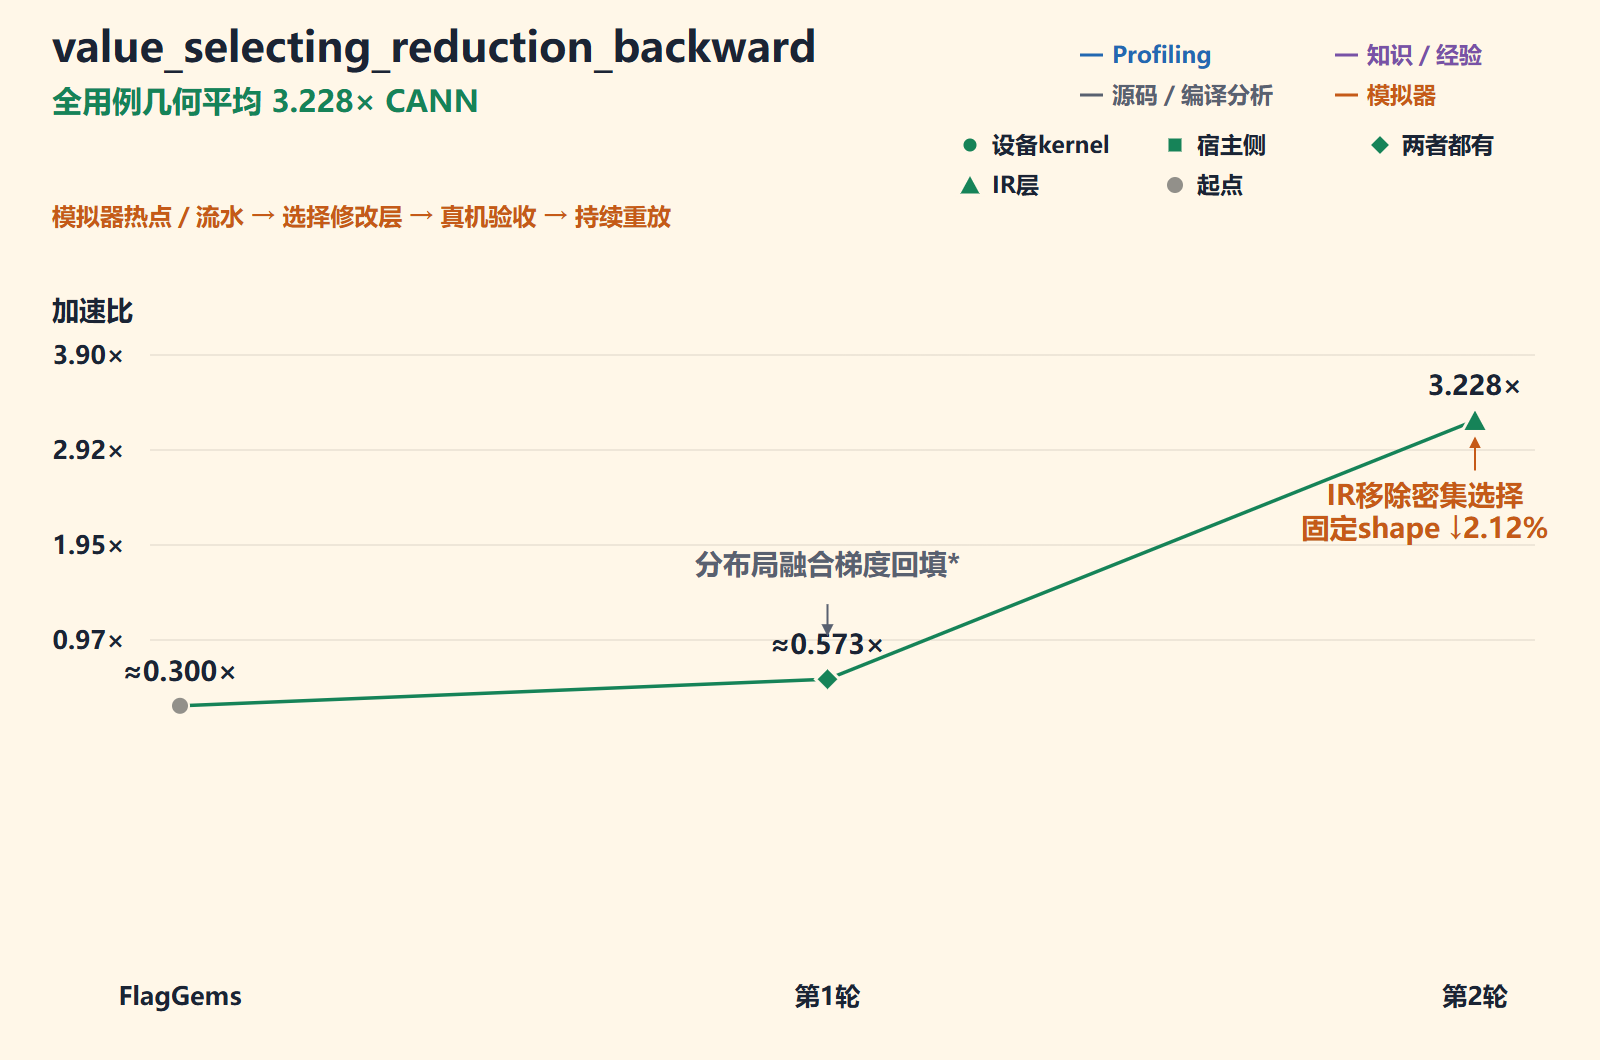 value_selecting_reduction_backward
全用例几何平均 3.228× CANN
Profiling
知识 / 经验
源码 / 编译分析
模拟器
设备kernel
宿主侧
两者都有
IR层
起点
模拟器热点 / 流水 → 选择修改层 → 真机验收 → 持续重放
加速比
3.90×
2.92×
1.95×
0.97×
≈0.300×
分布局融合梯度回填*
≈0.573×
3.228×
IR移除密集选择
固定shape ↓2.12%
FlagGems
第1轮
第2轮